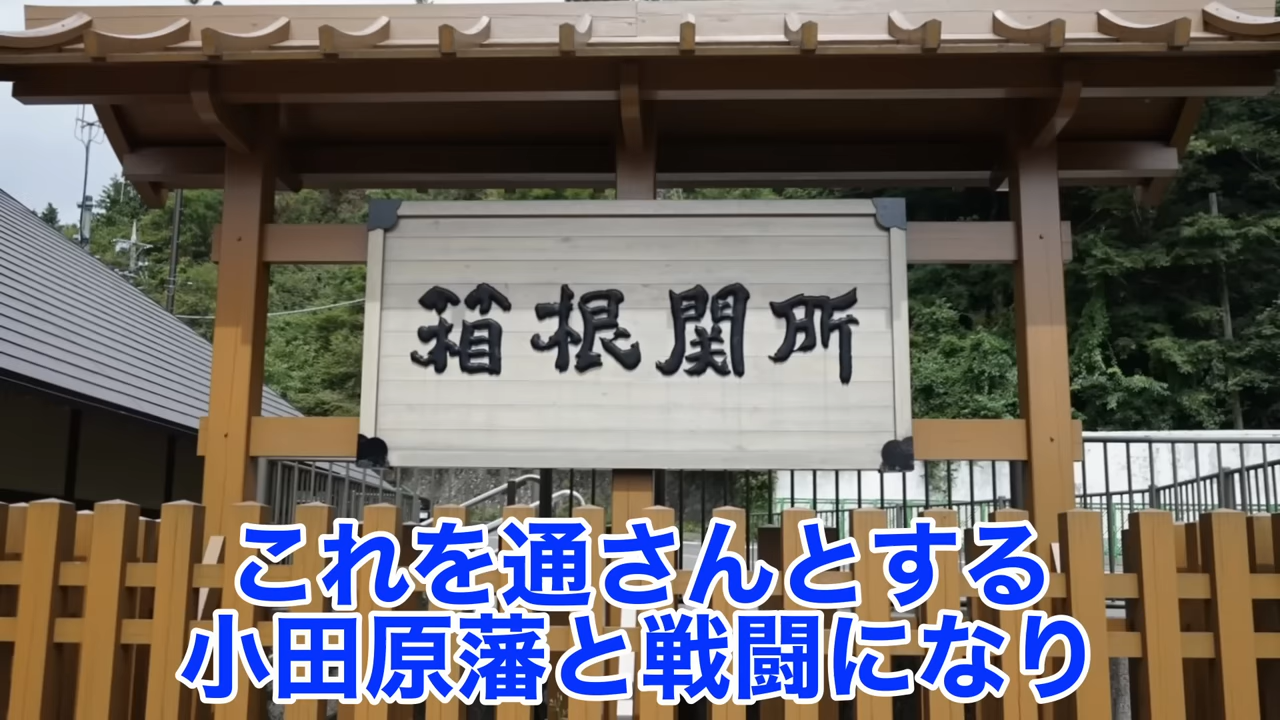 箱根関所
これを通さんとする
小田原藩と戦闘になり